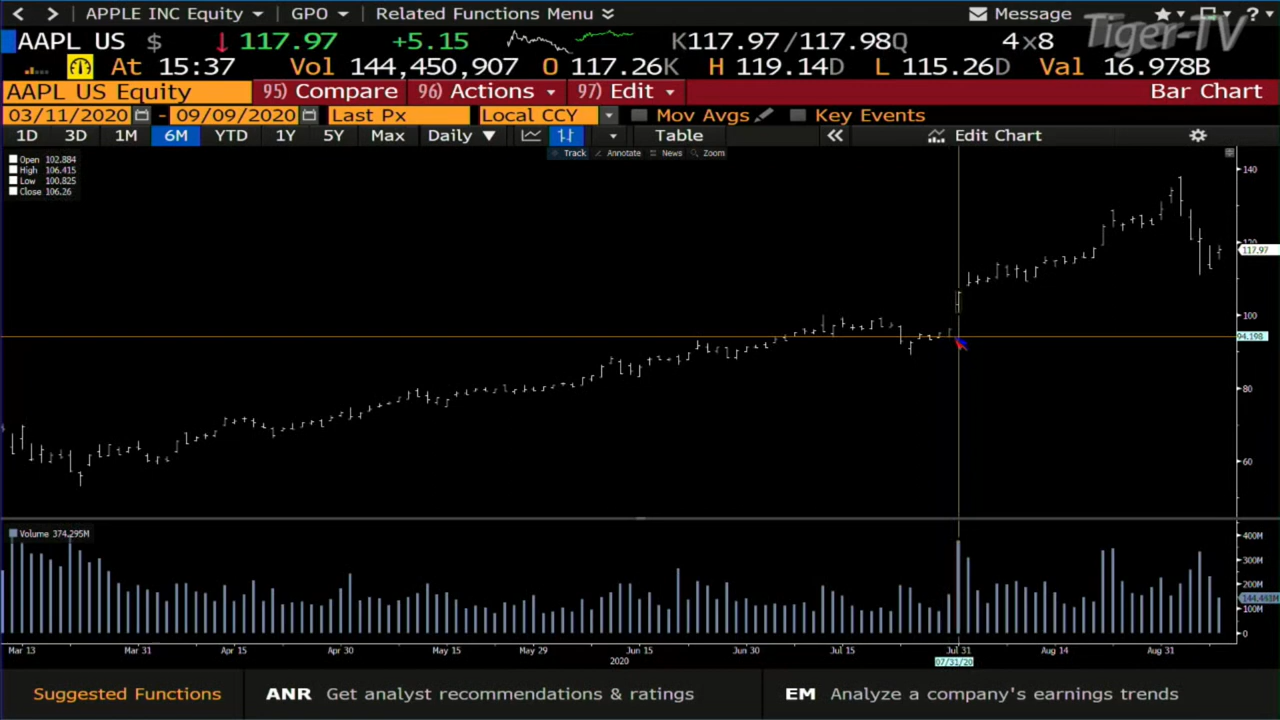 APPLE INC Equity GPO Related Functions Menu Message ?
Tiger-TV
AAPL US $ 117.97 +5.15 K117.97/117.98Q 4x8
At 15:37 Vol 144,450,907 O 117.26K H 119.14D L 115.26D Val 16.978B
AAPL US Equity 95) Compare 96) Actions 97) Edit Bar Chart
03/11/2020 - 09/09/2020 Last Px Local CCY Mov Avgs Key Events
1D 3D 1M 6M YTD 1Y 5Y Max Daily Table Edit Chart
Track Annotate News Zoom
Open 102.884
High 106.415
Low 100.825
Close 106.26
140
120
117.97
100
94.198
80
60
Volume 374.295M
400M
300M
200M
144.443M
100M
0
Mar 13 Mar 31 Apr 15 Apr 30 May 15 May 29 Jun 15 Jun 30 Jul 15 Jul 31 Aug 14 Aug 31
2020 07/31/20
Suggested Functions ANR Get analyst recommendations & ratings EM Analyze a company's earnings trends